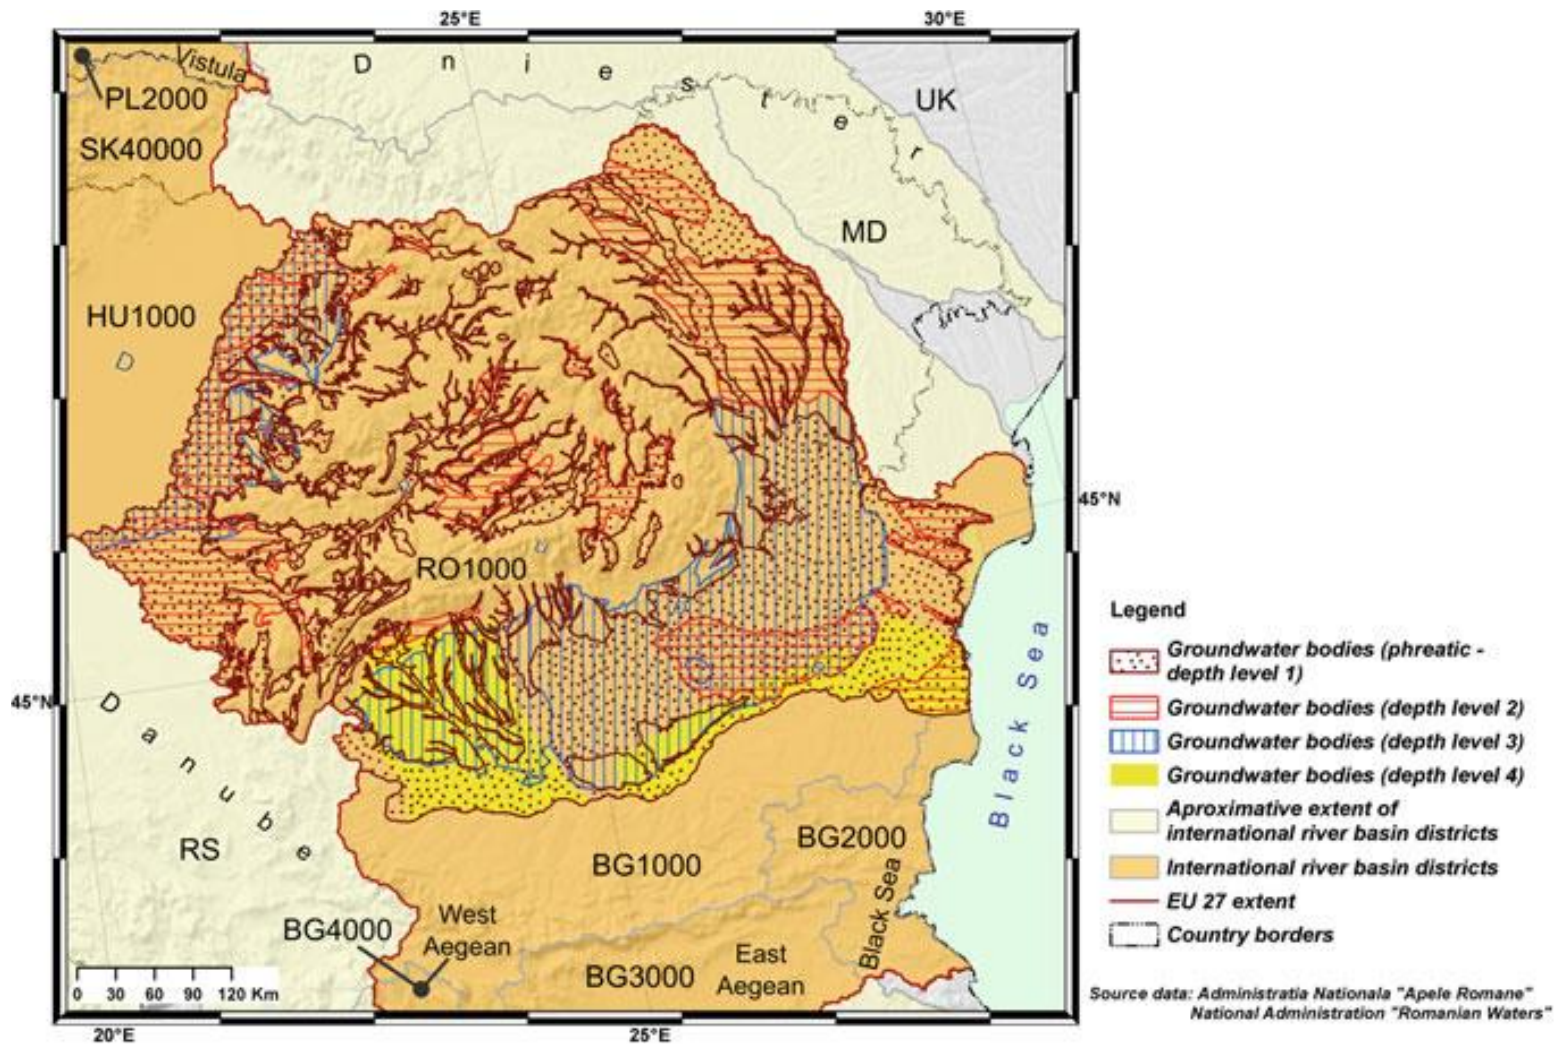 25°E
30°E
D n i e s t e r
Vistula
PL2000
SK40000
UK
MD
HU1000
D
45°N
RO1000
45°N
Danube
Black Sea
RS
BG1000
BG2000
Black Sea
BG4000
West
Aegean
BG3000
East
Aegean
0 30 60 90 120 Km
20°E
25°E
Legend
Groundwater bodies (phreatic -
depth level 1)
Groundwater bodies (depth level 2)
Groundwater bodies (depth level 3)
Groundwater bodies (depth level 4)
Aproximative extent of
international river basin districts
International river basin districts
EU 27 extent
Country borders
Source data: Administratia Nationala "Apele Romane"
National Administration "Romanian Waters"